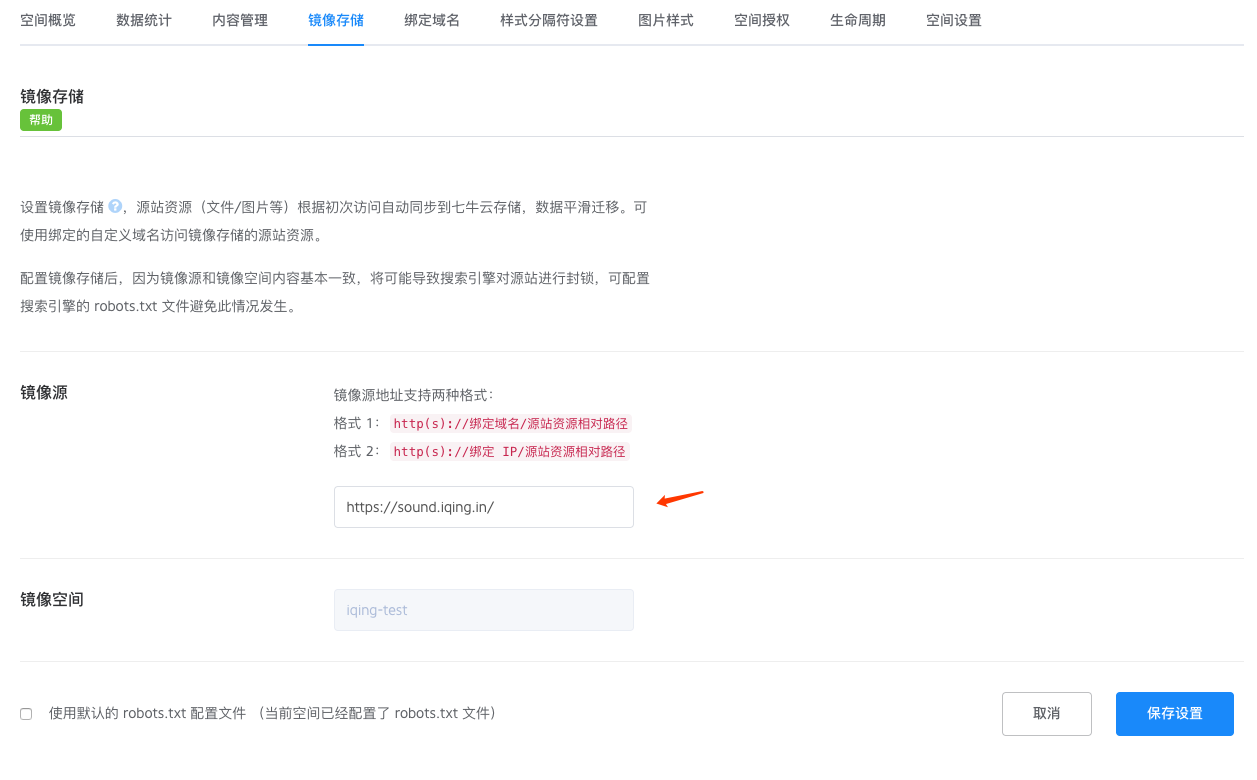 空间概览 数据统计 内容管理 镜像存储 绑定域名 样式分隔符设置 图片样式 空间授权 生命周期 空间设置
镜像存储
帮助
设置镜像存储 ?，源站资源（文件/图片等）根据初次访问自动同步到七牛云存储，数据平滑迁移。可
使用绑定的自定义域名访问镜像存储的源站资源。
配置镜像存储后，因为镜像源和镜像空间内容基本一致，将可能导致搜索引擎对源站进行封锁，可配置
搜索引擎的 robots.txt 文件避免此情况发生。
镜像源
镜像源地址支持两种格式：
格式 1： http(s)://绑定域名/源站资源相对路径
格式 2： http(s)://绑定 IP/源站资源相对路径
https://sound.iqing.in/
镜像空间
iqing-test
使用默认的 robots.txt 配置文件 （当前空间已经配置了 robots.txt 文件）
取消
保存设置